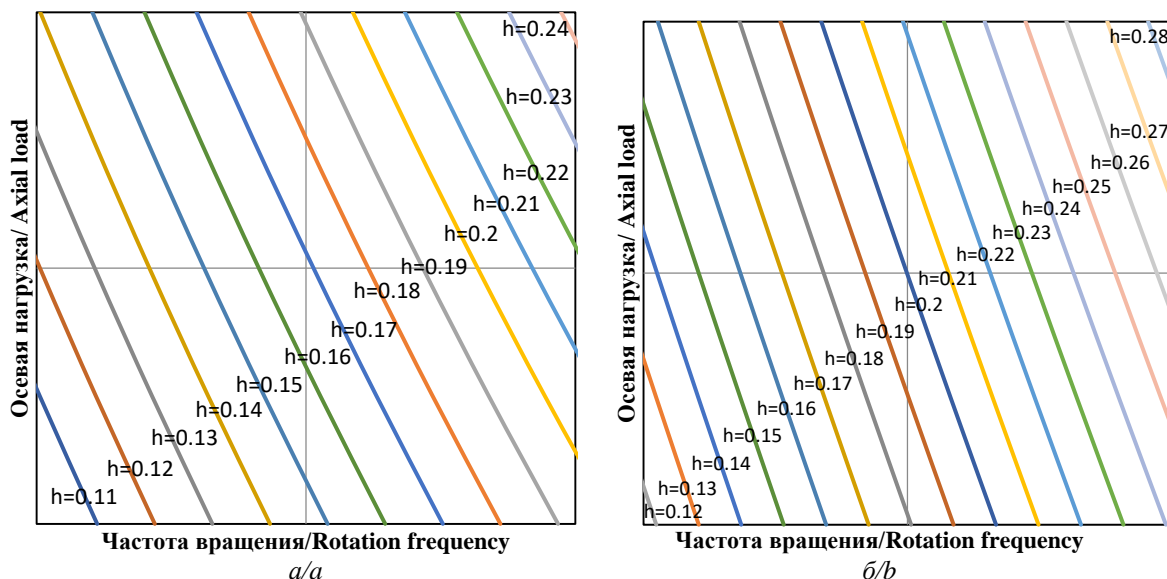 h=0.24
h=0.23
h=0.22
h=0.21
h=0.2
h=0.19
h=0.18
h=0.17
h=0.16
h=0.15
h=0.14
h=0.13
h=0.12
h=0.11
Осевая нагрузка/ Axial load
Частота вращения/Rotation frequency
а/a
h=0.28
h=0.27
h=0.26
h=0.25
h=0.24
h=0.23
h=0.22
h=0.21
h=0.2
h=0.19
h=0.18
h=0.17
h=0.16
h=0.15
h=0.14
h=0.13
h=0.12
Осевая нагрузка/ Axial load
Частота вращения/Rotation frequency
б/b